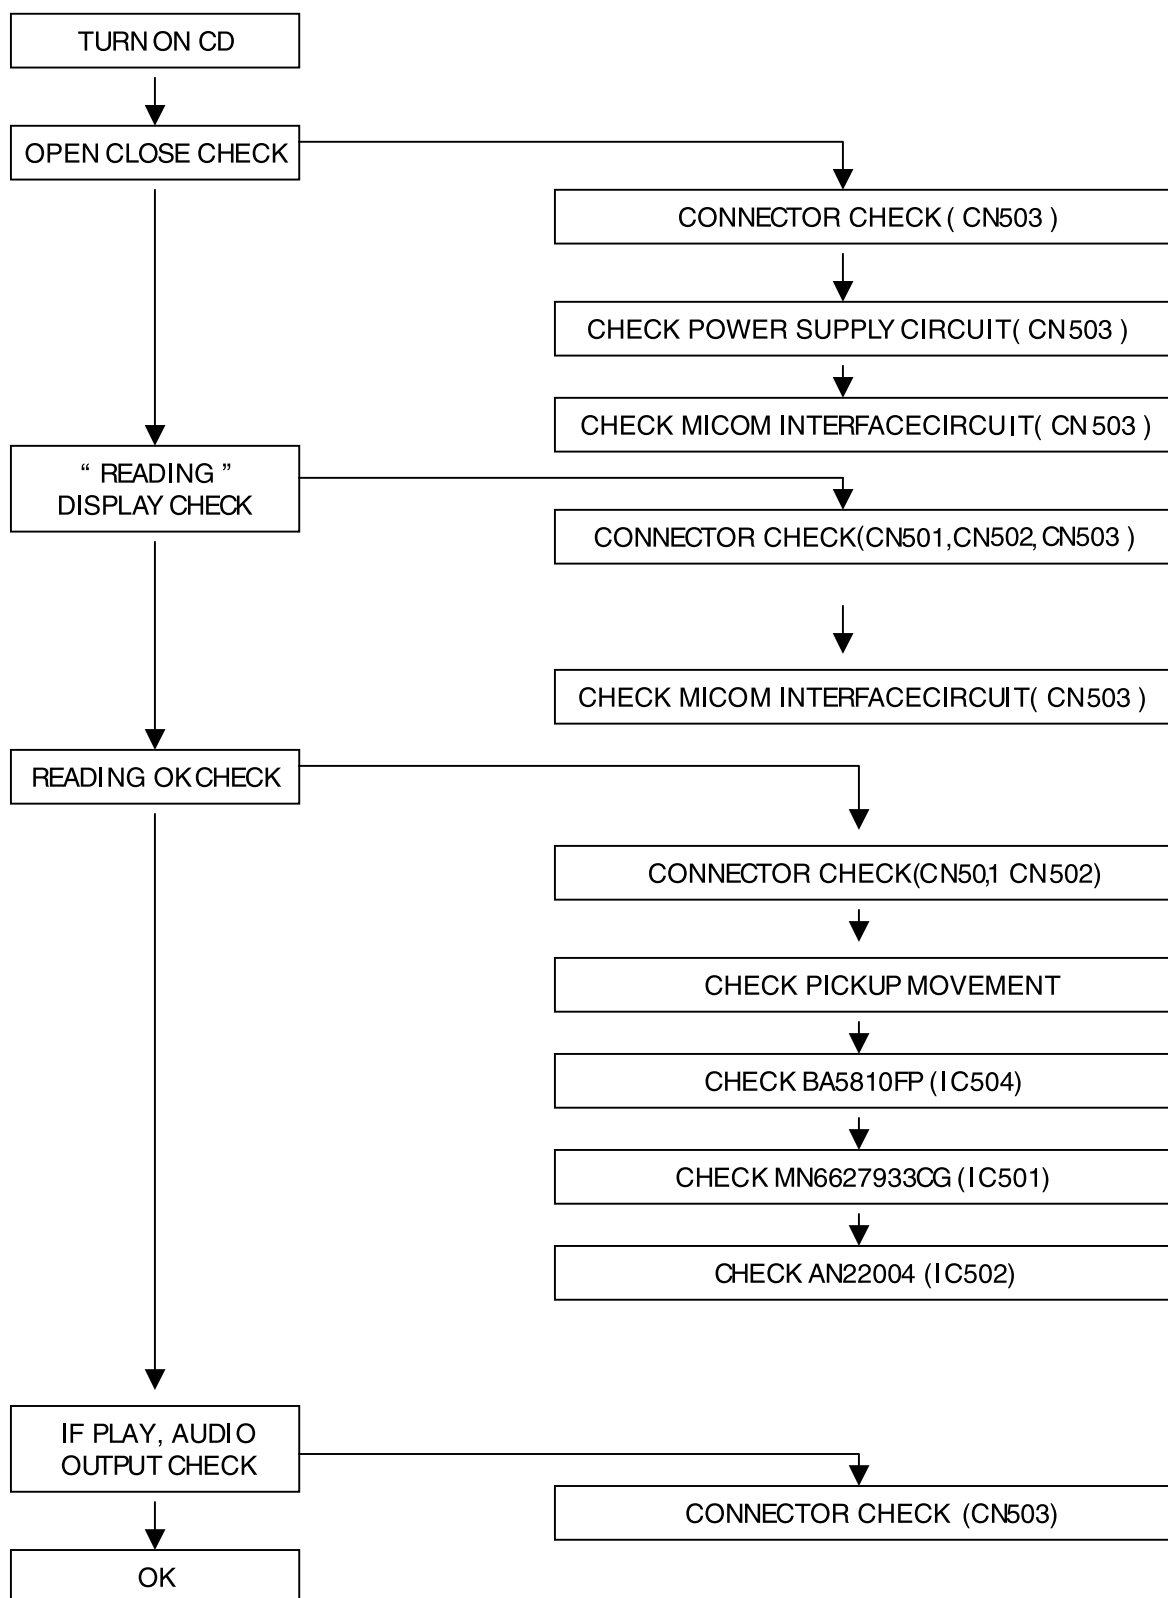 TURN ON CD
OPEN CLOSE CHECK
CONNECTOR CHECK ( CN503 )
CHECK POWER SUPPLY CIRCUIT( CN503 )
CHECK MICOM INTERFACECIRCUIT( CN503 )
“ READING ”
DISPLAY CHECK
CONNECTOR CHECK(CN501,CN502, CN503 )
CHECK MICOM INTERFACECIRCUIT( CN503 )
READING OK CHECK
CONNECTOR CHECK(CN50,1 CN502)
CHECK PICKUP MOVEMENT
CHECK BA5810FP (IC504)
CHECK MN6627933CG (IC501)
CHECK AN22004 (IC502)
IF PLAY, AUDIO
OUTPUT CHECK
CONNECTOR CHECK (CN503)
OK